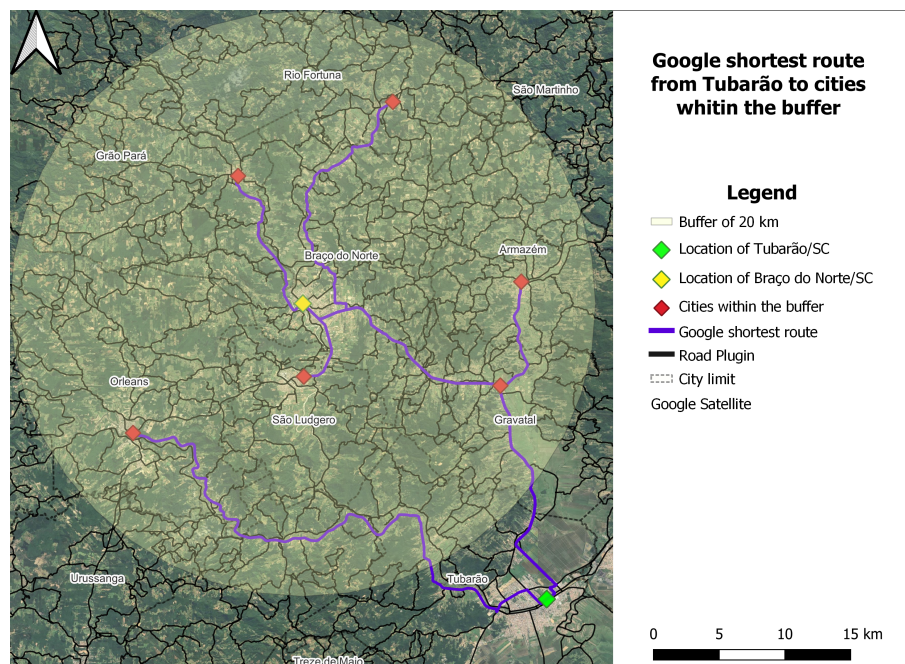 Rio Fortuna
São Martinho
Grão Pará
Braço do Norte
Armazém
Orleans
São Ludgero
Gravatal
Urussanga
Tubarão
Treze de Maio
Google shortest route
from Tubarão to cities
whitin the buffer
Legend
Buffer of 20 km
Location of Tubarão/SC
Location of Braço do Norte/SC
Cities within the buffer
Google shortest route
Road Plugin
City limit
Google Satellite
0 5 10 15 km